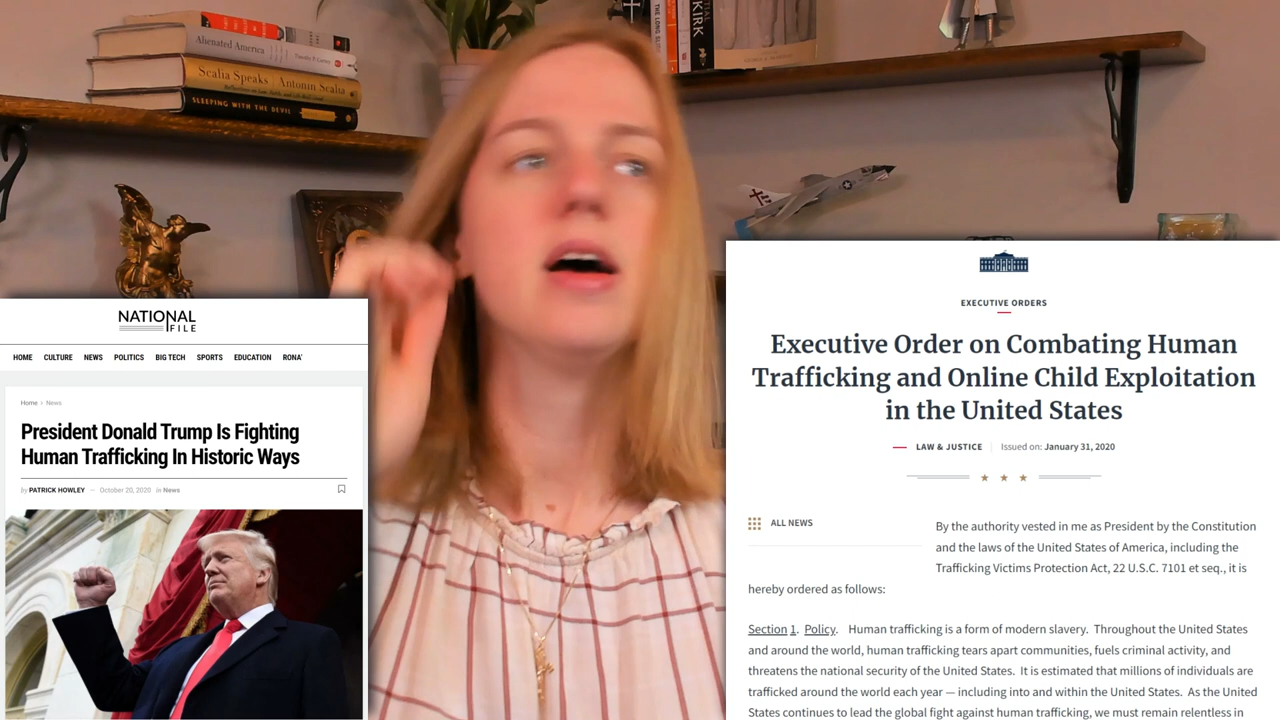 Alienated America
Timothy P. Carney
Scalia Speaks Antonin Scalia
SLEEPING WITH THE DEVIL
THE LONG
KIRK
NATIONAL
FILE
HOME CULTURE NEWS POLITICS BIG TECH SPORTS EDUCATION RONA'
Home > News
President Donald Trump Is Fighting
Human Trafficking In Historic Ways
by PATRICK HOWLEY — October 20, 2020 in News
EXECUTIVE ORDERS
Executive Order on Combating Human
Trafficking and Online Child Exploitation
in the United States
LAW & JUSTICE Issued on: January 31, 2020
ALL NEWS
By the authority vested in me as President by the Constitution
and the laws of the United States of America, including the
Trafficking Victims Protection Act, 22 U.S.C. 7101 et seq., it is
hereby ordered as follows:
Section 1. Policy. Human trafficking is a form of modern slavery. Throughout the United States
and around the world, human trafficking tears apart communities, fuels criminal activity, and
threatens the national security of the United States. It is estimated that millions of individuals are
trafficked around the world each year — including into and within the United States. As the United
States continues to lead the global fight against human trafficking, we must remain relentless in